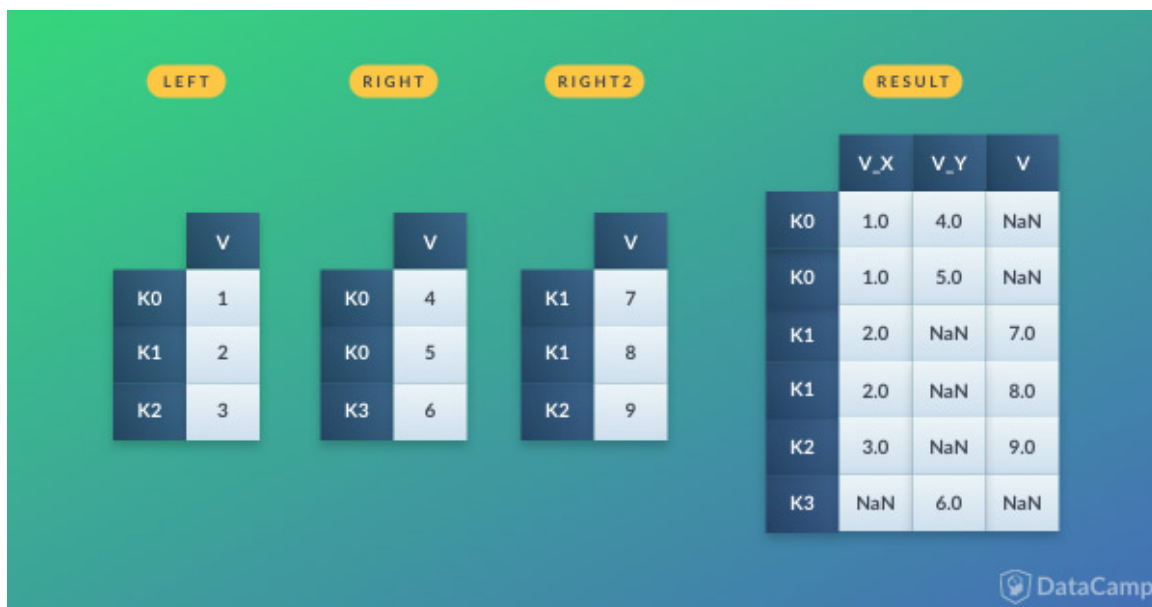 LEFT
RIGHT
RIGHT2
RESULT
V
K0 1
K1 2
K2 3
V
K0 4
K0 5
K3 6
V
K1 7
K1 8
K2 9
V_X V_Y V
K0 1.0 4.0 NaN
K0 1.0 5.0 NaN
K1 2.0 NaN 7.0
K1 2.0 NaN 8.0
K2 3.0 NaN 9.0
K3 NaN 6.0 NaN
DataCamp